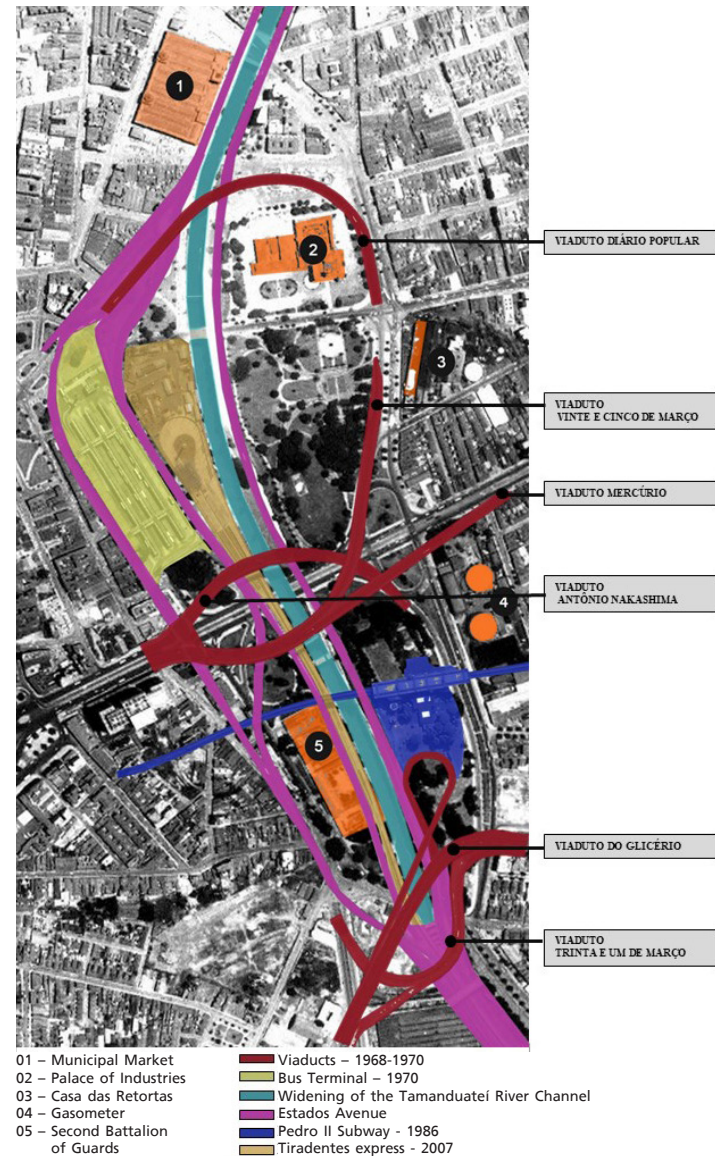 1
2
VIADUTO DIÁRIO POPULAR
3
VIADUTO
VINTE E CINCO DE MARÇO
VIADUTO MERCÚRIO
VIADUTO
ANTÔNIO NAKASHIMA
4
5
VIADUTO DO GLICÉRIO
VIADUTO
TRINTA E UM DE MARÇO
01 – Municipal Market
02 – Palace of Industries
03 – Casa das Retortas
04 – Gasometer
05 – Second Battalion
of Guards
Viaducts – 1968-1970
Bus Terminal – 1970
Widening of the Tamanduateí River Channel
Estados Avenue
Pedro II Subway - 1986
Tiradentes express - 2007